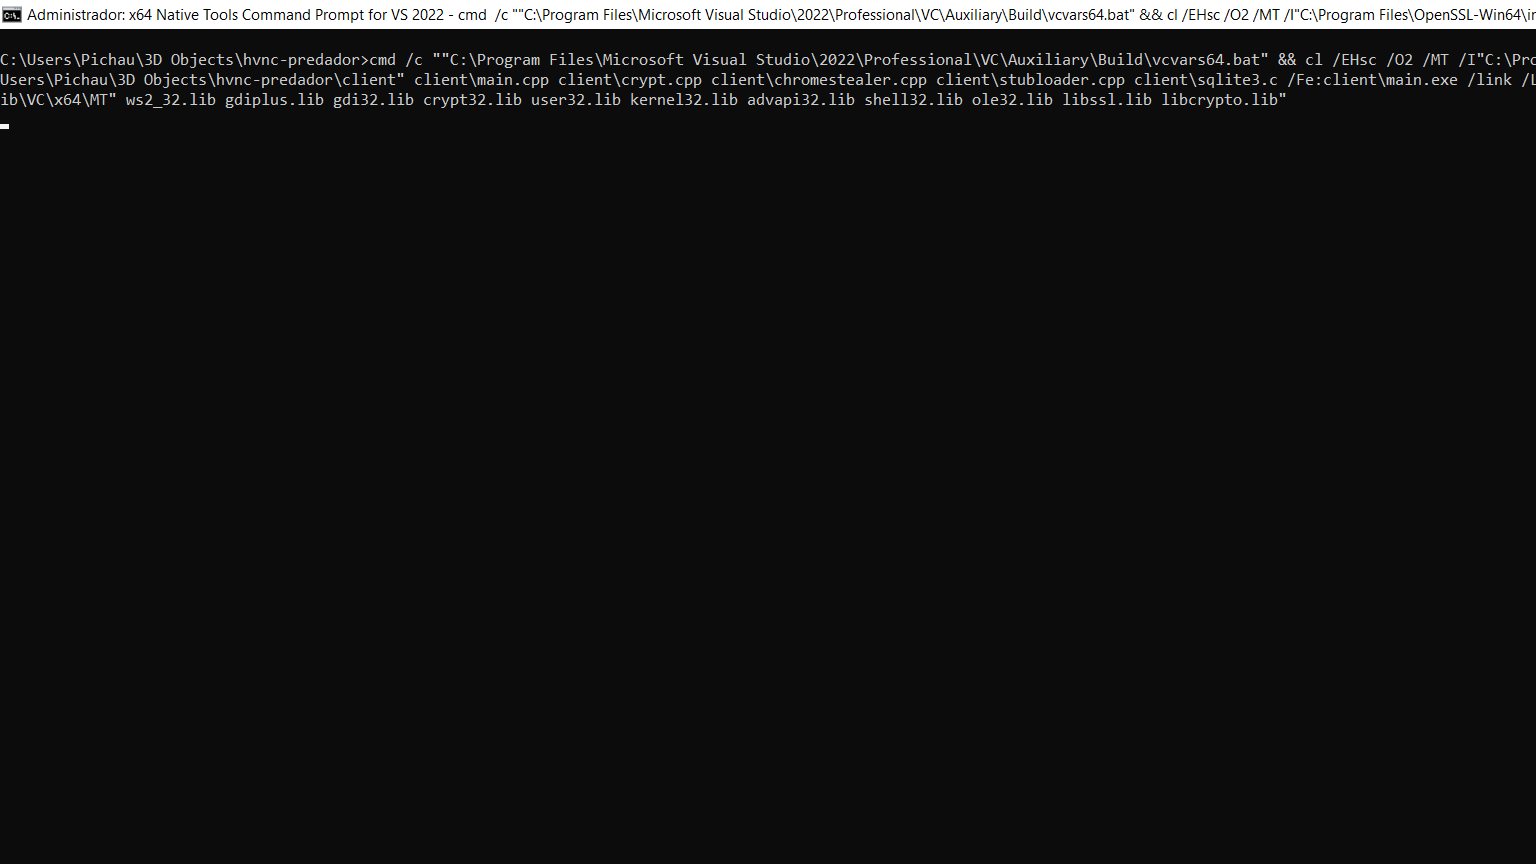 Administrador: x64 Native Tools Command Prompt for VS 2022 - cmd  /c ""C:\Program Files\Microsoft Visual Studio\2022\Professional\VC\Auxiliary\Build\vcvars64.bat" && cl /EHsc /O2 /MT /I"C:\Program Files\OpenSSL-Win64\in
C:\Users\Pichau\3D Objects\hvnc-predador>cmd /c ""C:\Program Files\Microsoft Visual Studio\2022\Professional\VC\Auxiliary\Build\vcvars64.bat" && cl /EHsc /O2 /MT /I"C:\Pro
Users\Pichau\3D Objects\hvnc-predador\client" client\main.cpp client\crypt.cpp client\chromestealer.cpp client\stubloader.cpp client\sqlite3.c /Fe:client\main.exe /link /L
ib\VC\x64\MT" ws2_32.lib gdiplus.lib gdi32.lib crypt32.lib user32.lib kernel32.lib advapi32.lib shell32.lib ole32.lib libssl.lib libcrypto.lib"